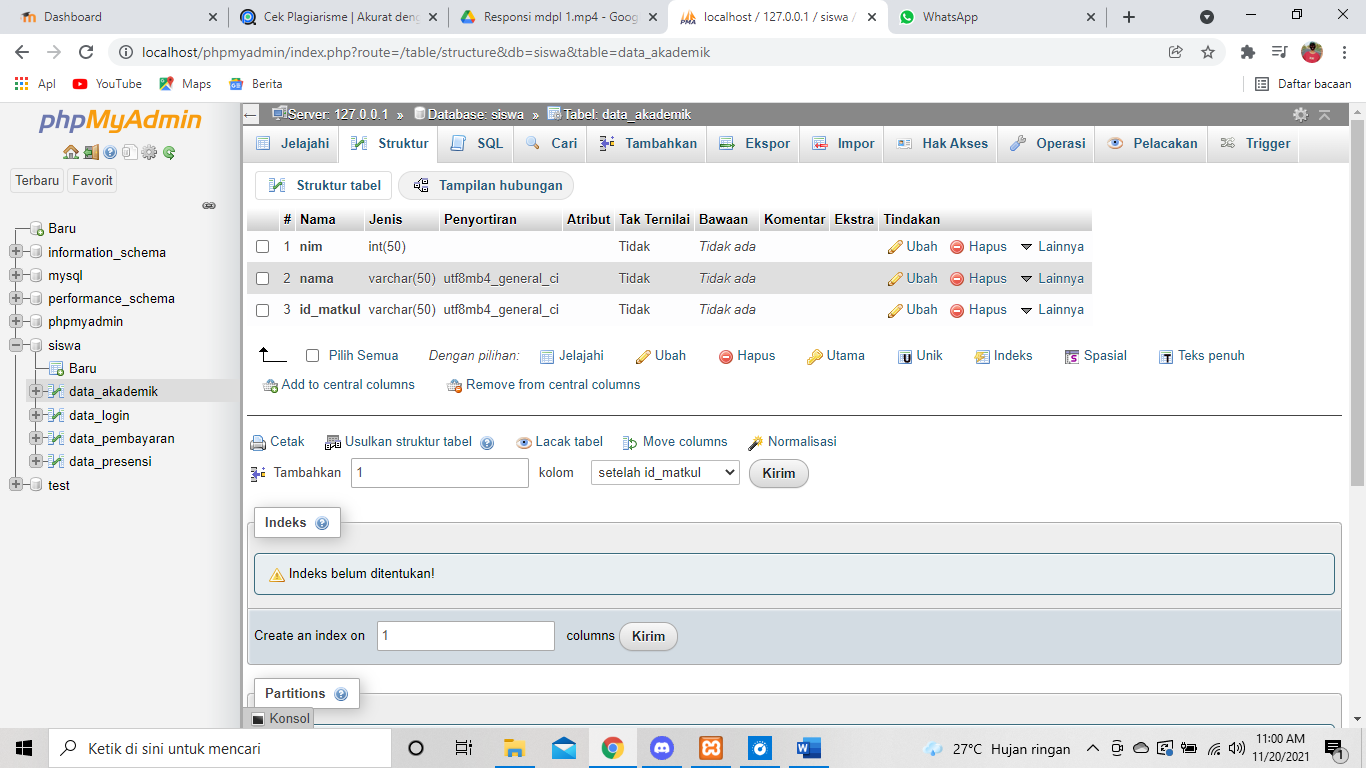 Dashboard
Cek Plagiarisme | Akurat deng
Responsi mdpl 1.mp4 - Goog
localhost / 127.0.0.1 / siswa /
WhatsApp
localhost/phpmyadmin/index.php?route=/table/structure&db=siswa&table=data_akademik
Apl YouTube Maps Berita Daftar bacaan
phpMyAdmin
Terbaru Favorit
Baru
information_schema
mysql
performance_schema
phpmyadmin
siswa
Baru
data_akademik
data_login
data_pembayaran
data_presensi
test
Server: 127.0.0.1 » Database: siswa » Tabel: data_akademik
Jelajahi Struktur SQL Cari Tambahkan Ekspor Impor Hak Akses Operasi Pelacakan Trigger
Struktur tabel Tampilan hubungan
# Nama Jenis Penyortiran Atribut Tak Ternilai Bawaan Komentar Ekstra Tindakan
1 nim int(50) Tidak Tidak ada Ubah Hapus Lainnya
2 nama varchar(50) utf8mb4_general_ci Tidak Tidak ada Ubah Hapus Lainnya
3 id_matkul varchar(50) utf8mb4_general_ci Tidak Tidak ada Ubah Hapus Lainnya
Pilih Semua Dengan pilihan: Jelajahi Ubah Hapus Utama Unik Indeks Spasial Teks penuh
Add to central columns Remove from central columns
Cetak Usulkan struktur tabel Lacak tabel Move columns Normalisasi
Tambahkan 1 kolom setelah id_matkul Kirim
Indeks
Indeks belum ditentukan!
Create an index on 1 columns Kirim
Partitions
Konsol
Ketik di sini untuk mencari
27°C Hujan ringan
11:00 AM
11/20/2021
1